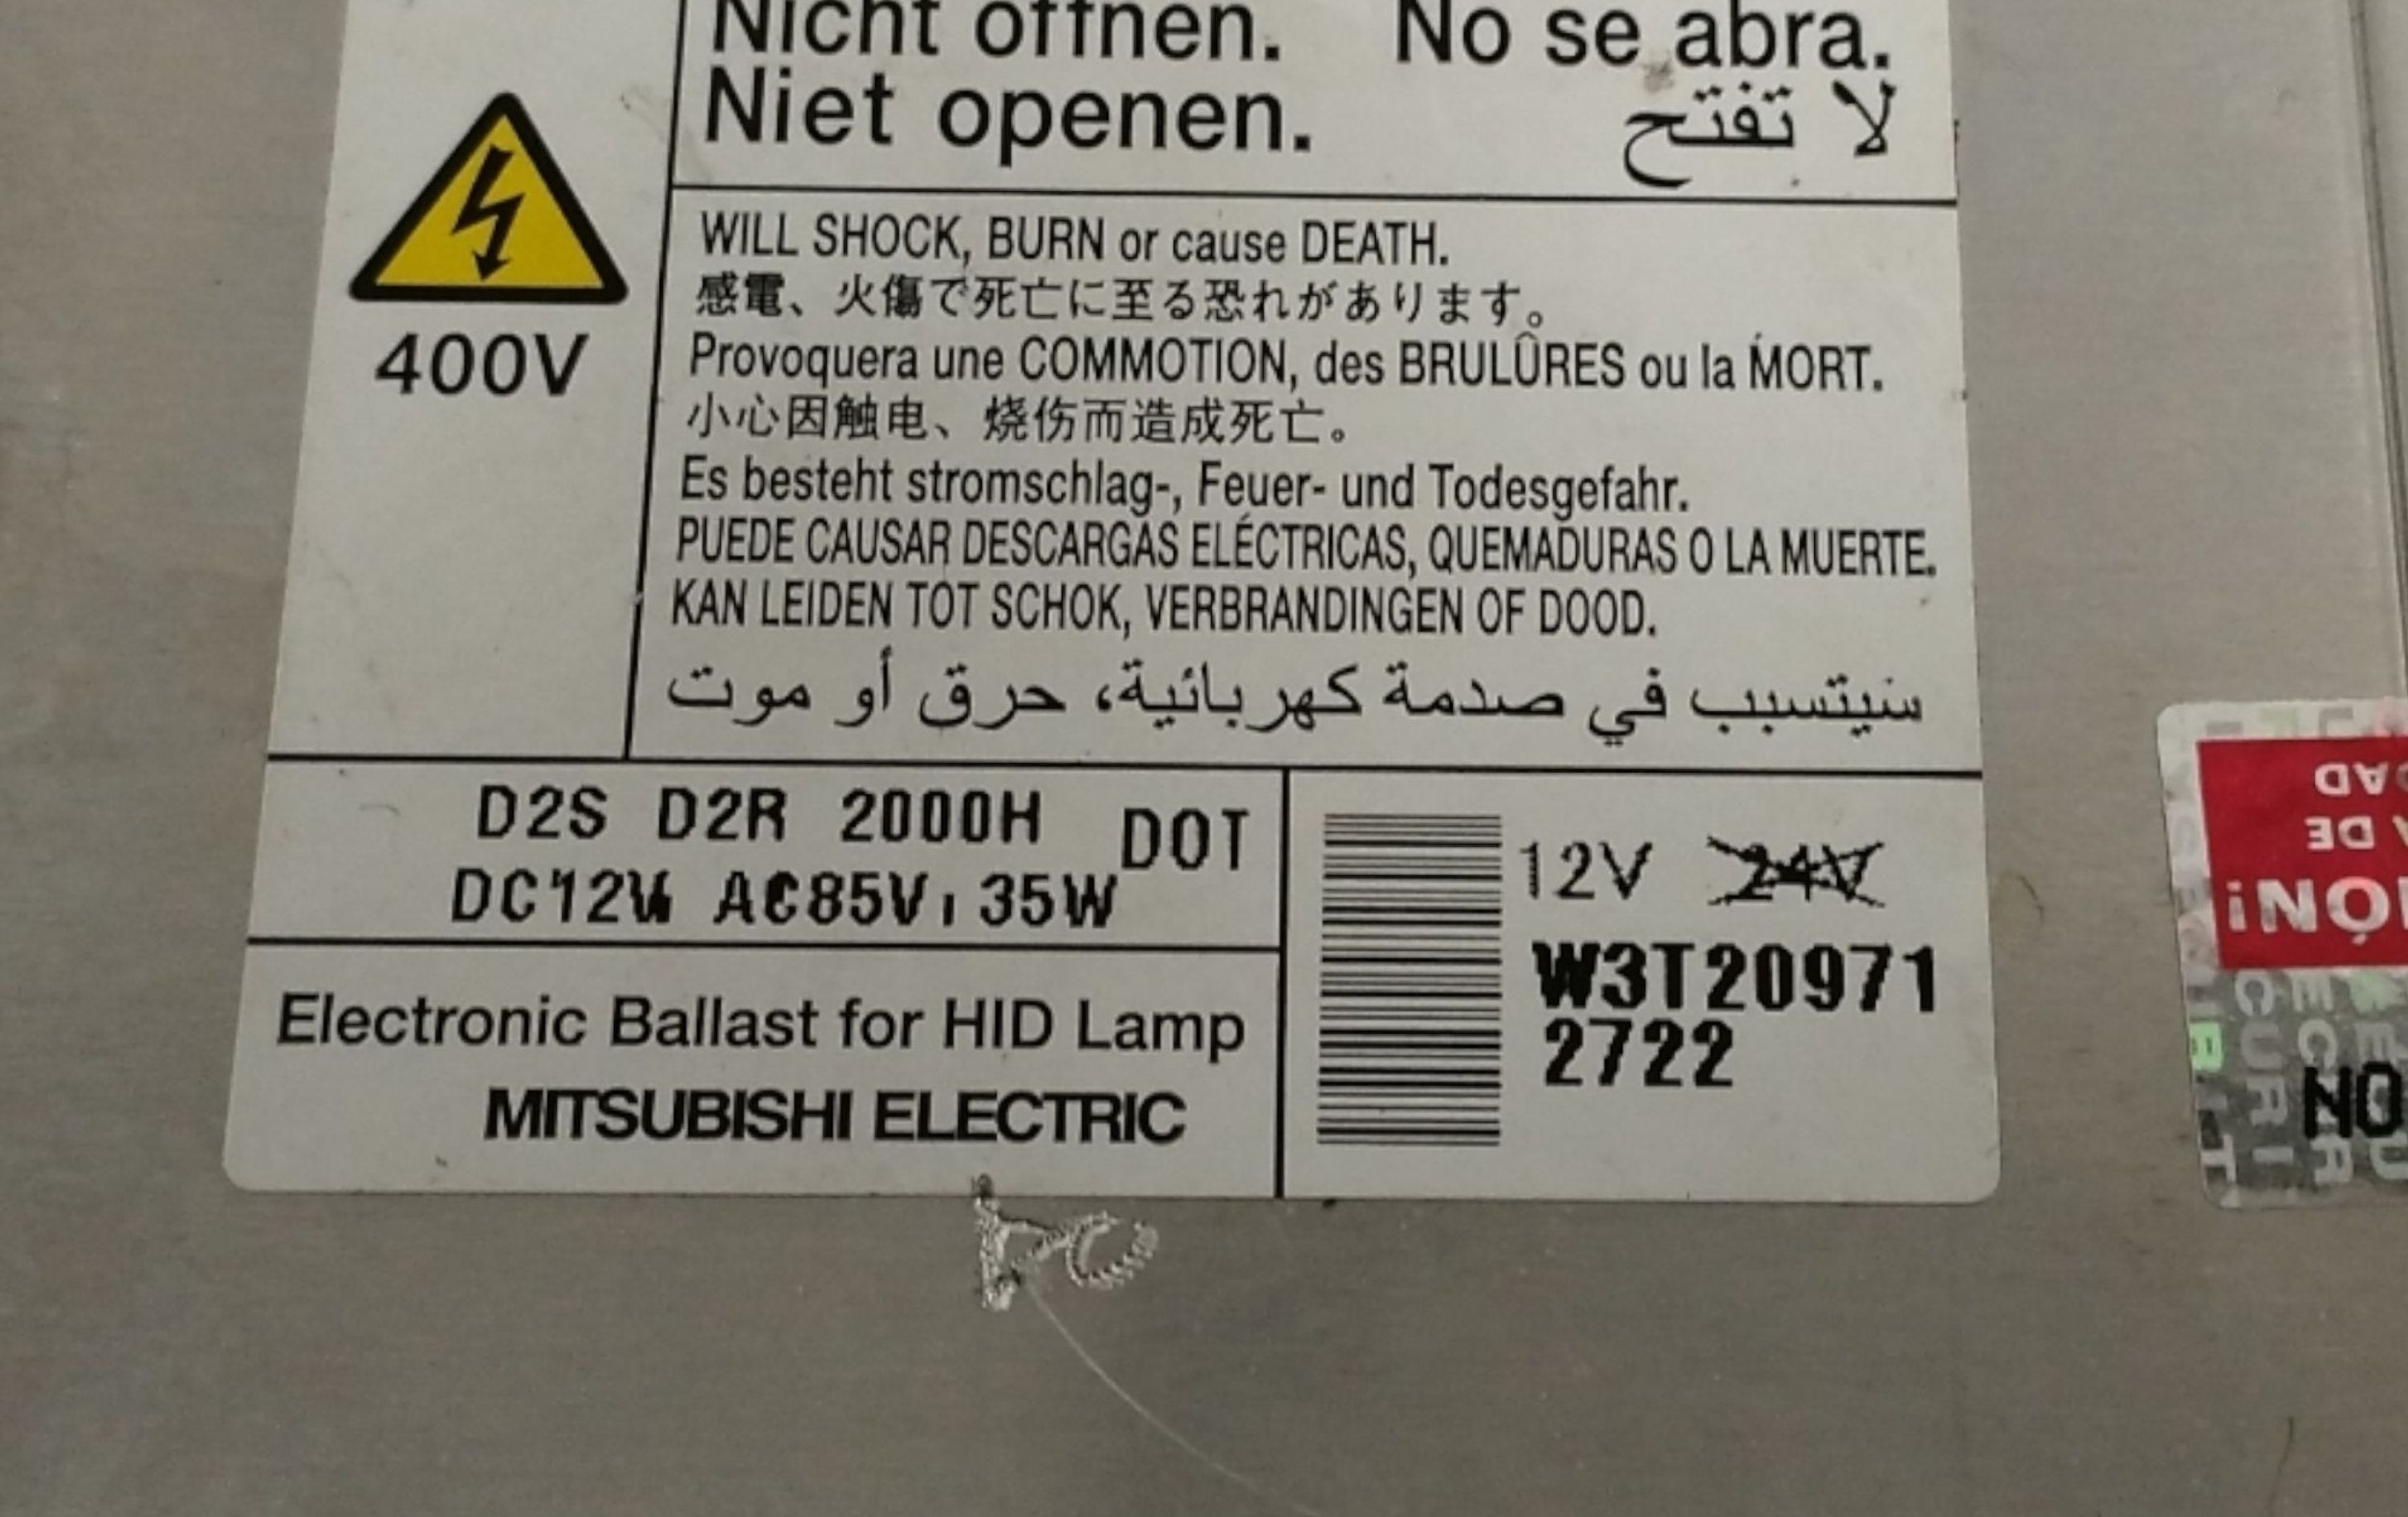 Nicht öffnen. No se abra.
Niet openen. لا تفتح
400V
WILL SHOCK, BURN or cause DEATH.
感電、火傷で死亡に至る恐れがあります。
Provoquera une COMMOTION, des BRULÛRES ou la MORT.
小心因触电、烧伤而造成死亡。
Es besteht stromschlag-, Feuer- und Todesgefahr.
PUEDE CAUSAR DESCARGAS ELÉCTRICAS, QUEMADURAS O LA MUERTE.
KAN LEIDEN TOT SCHOK, VERBRANDINGEN OF DOOD.
سيتسبب في صدمة كهربائية، حرق أو موت
D2S D2R 2000H DOT
DC12V AC85V, 35W
Electronic Ballast for HID Lamp
MITSUBISHI ELECTRIC
12V 24V
W3T20971
2722
DE
NO